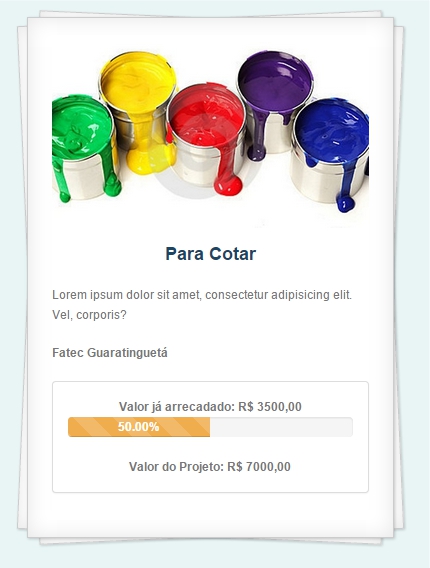 Para Cotar
Lorem ipsum dolor sit amet, consectetur adipisicing elit.
Vel, corporis?
Fatec Guaratinguetá
Valor já arrecadado: R$ 3500,00
50.00%
Valor do Projeto: R$ 7000,00